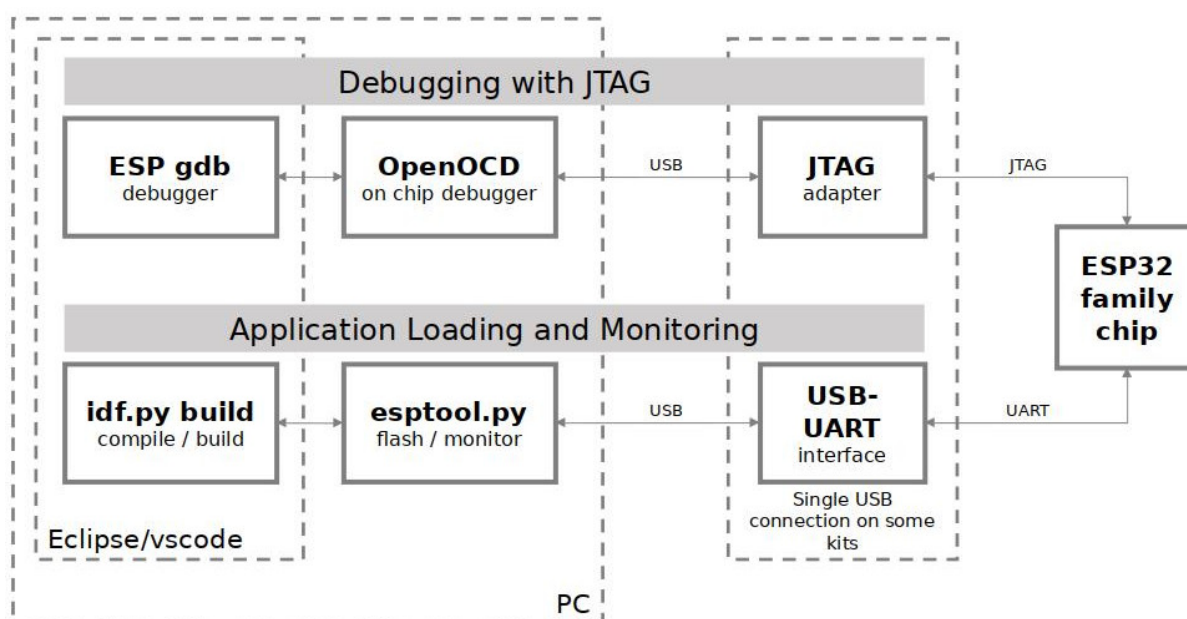 Debugging with JTAG
ESP gdb
debugger
OpenOCD
on chip debugger
USB
JTAG
adapter
JTAG
ESP32
family
chip
Application Loading and Monitoring
idf.py build
compile / build
esptool.py
flash / monitor
USB
USB-
UART
interface
UART
Single USB
connection on some
kits
Eclipse/vscode
PC